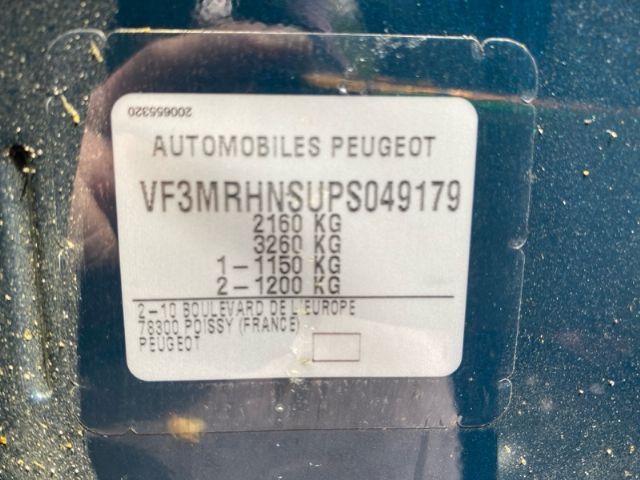 200655320
AUTOMOBILES PEUGEOT
VF3MRHNSUPS049179
2160 KG
3260 KG
1-1150 KG
2-1200 KG
2-10 BOULEVARD DE L'EUROPE
78300 POISSY (FRANCE)
PEUGEOT